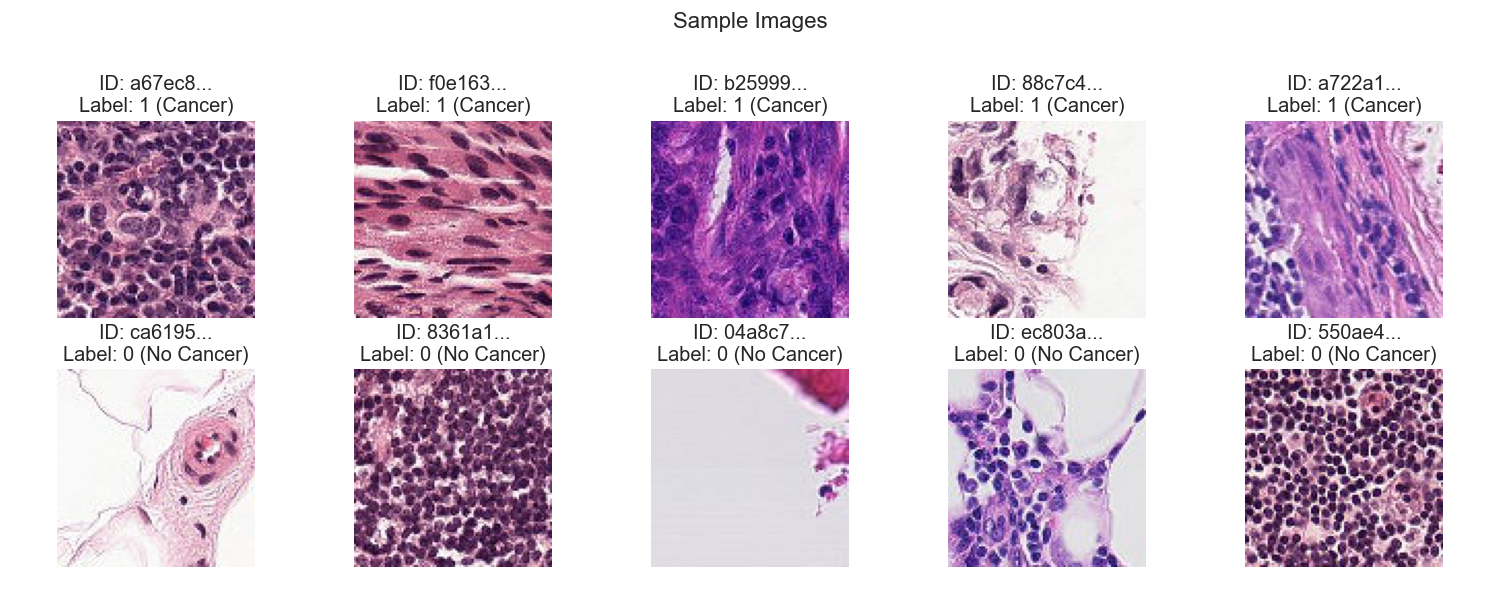 Sample Images
ID: a67ec8...
Label: 1 (Cancer)
ID: f0e163...
Label: 1 (Cancer)
ID: b25999...
Label: 1 (Cancer)
ID: 88c7c4...
Label: 1 (Cancer)
ID: a722a1...
Label: 1 (Cancer)
ID: ca6195...
Label: 0 (No Cancer)
ID: 8361a1...
Label: 0 (No Cancer)
ID: 04a8c7...
Label: 0 (No Cancer)
ID: ec803a...
Label: 0 (No Cancer)
ID: 550ae4...
Label: 0 (No Cancer)